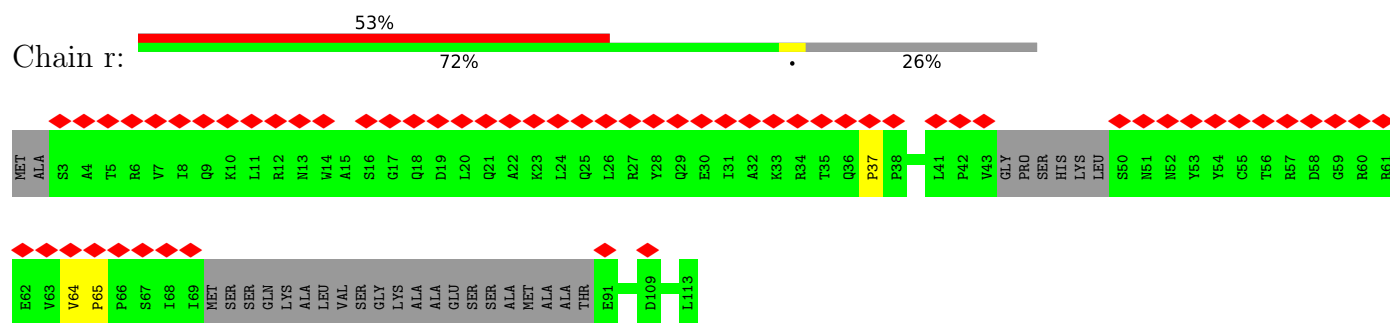 53%
Chain r:
72% • 26%
MET ALA S3 A4 T5 R6 V7 I8 Q9 K10 L11 R12 N13 W14 A15 S16 G17 Q18 D19 L20 Q21 A22 K23 L24 Q25 L26 R27 Y28 Q29 E30 I31 A32 K33 R34 T35 Q36 P37 P38 L41 P42 V43 GLY PRO SER HIS LYS LEU S50 N51 N52 Y53 Y54 C55 T56 R57 D58 G59 R60 R61
E62 V63 V64 P65 P66 S67 I68 I69 MET SER SER GLN LYS ALA LEU VAL SER GLY LYS ALA ALA GLU SER SER ALA MET ALA ALA THR E91 D109 L113